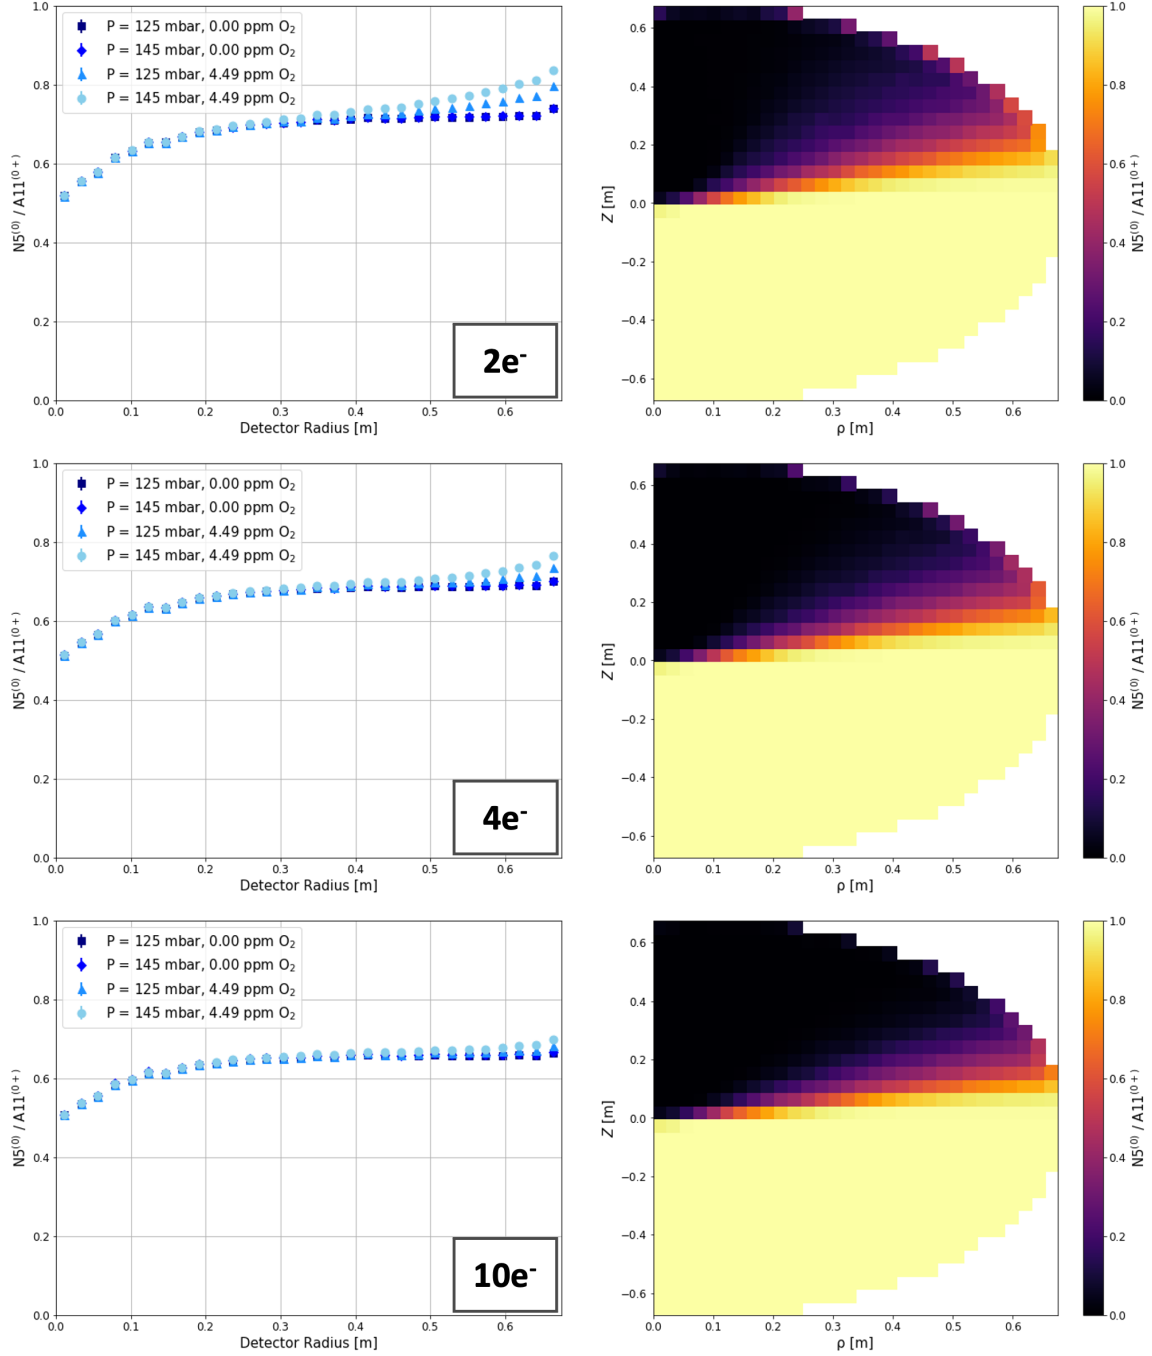 1.0
0.8
0.6
0.4
0.2
0.0
N5⁽⁰⁾ / A11⁽⁰⁺⁾
P = 125 mbar, 0.00 ppm O₂
P = 145 mbar, 0.00 ppm O₂
P = 125 mbar, 4.49 ppm O₂
P = 145 mbar, 4.49 ppm O₂
2e⁻
0.0 0.1 0.2 0.3 0.4 0.5 0.6
Detector Radius [m]
0.6
0.4
0.2
0.0
−0.2
−0.4
−0.6
Z [m]
0.0 0.1 0.2 0.3 0.4 0.5 0.6
ρ [m]
1.0
0.8
0.6
0.4
0.2
0.0
N5⁽⁰⁾ / A11⁽⁰⁺⁾
1.0
0.8
0.6
0.4
0.2
0.0
N5⁽⁰⁾ / A11⁽⁰⁺⁾
P = 125 mbar, 0.00 ppm O₂
P = 145 mbar, 0.00 ppm O₂
P = 125 mbar, 4.49 ppm O₂
P = 145 mbar, 4.49 ppm O₂
4e⁻
0.0 0.1 0.2 0.3 0.4 0.5 0.6
Detector Radius [m]
0.6
0.4
0.2
0.0
−0.2
−0.4
−0.6
Z [m]
0.0 0.1 0.2 0.3 0.4 0.5 0.6
ρ [m]
1.0
0.8
0.6
0.4
0.2
0.0
N5⁽⁰⁾ / A11⁽⁰⁺⁾
1.0
0.8
0.6
0.4
0.2
0.0
N5⁽⁰⁾ / A11⁽⁰⁺⁾
P = 125 mbar, 0.00 ppm O₂
P = 145 mbar, 0.00 ppm O₂
P = 125 mbar, 4.49 ppm O₂
P = 145 mbar, 4.49 ppm O₂
10e⁻
0.0 0.1 0.2 0.3 0.4 0.5 0.6
Detector Radius [m]
0.6
0.4
0.2
0.0
−0.2
−0.4
−0.6
Z [m]
0.0 0.1 0.2 0.3 0.4 0.5 0.6
ρ [m]
1.0
0.8
0.6
0.4
0.2
0.0
N5⁽⁰⁾ / A11⁽⁰⁺⁾